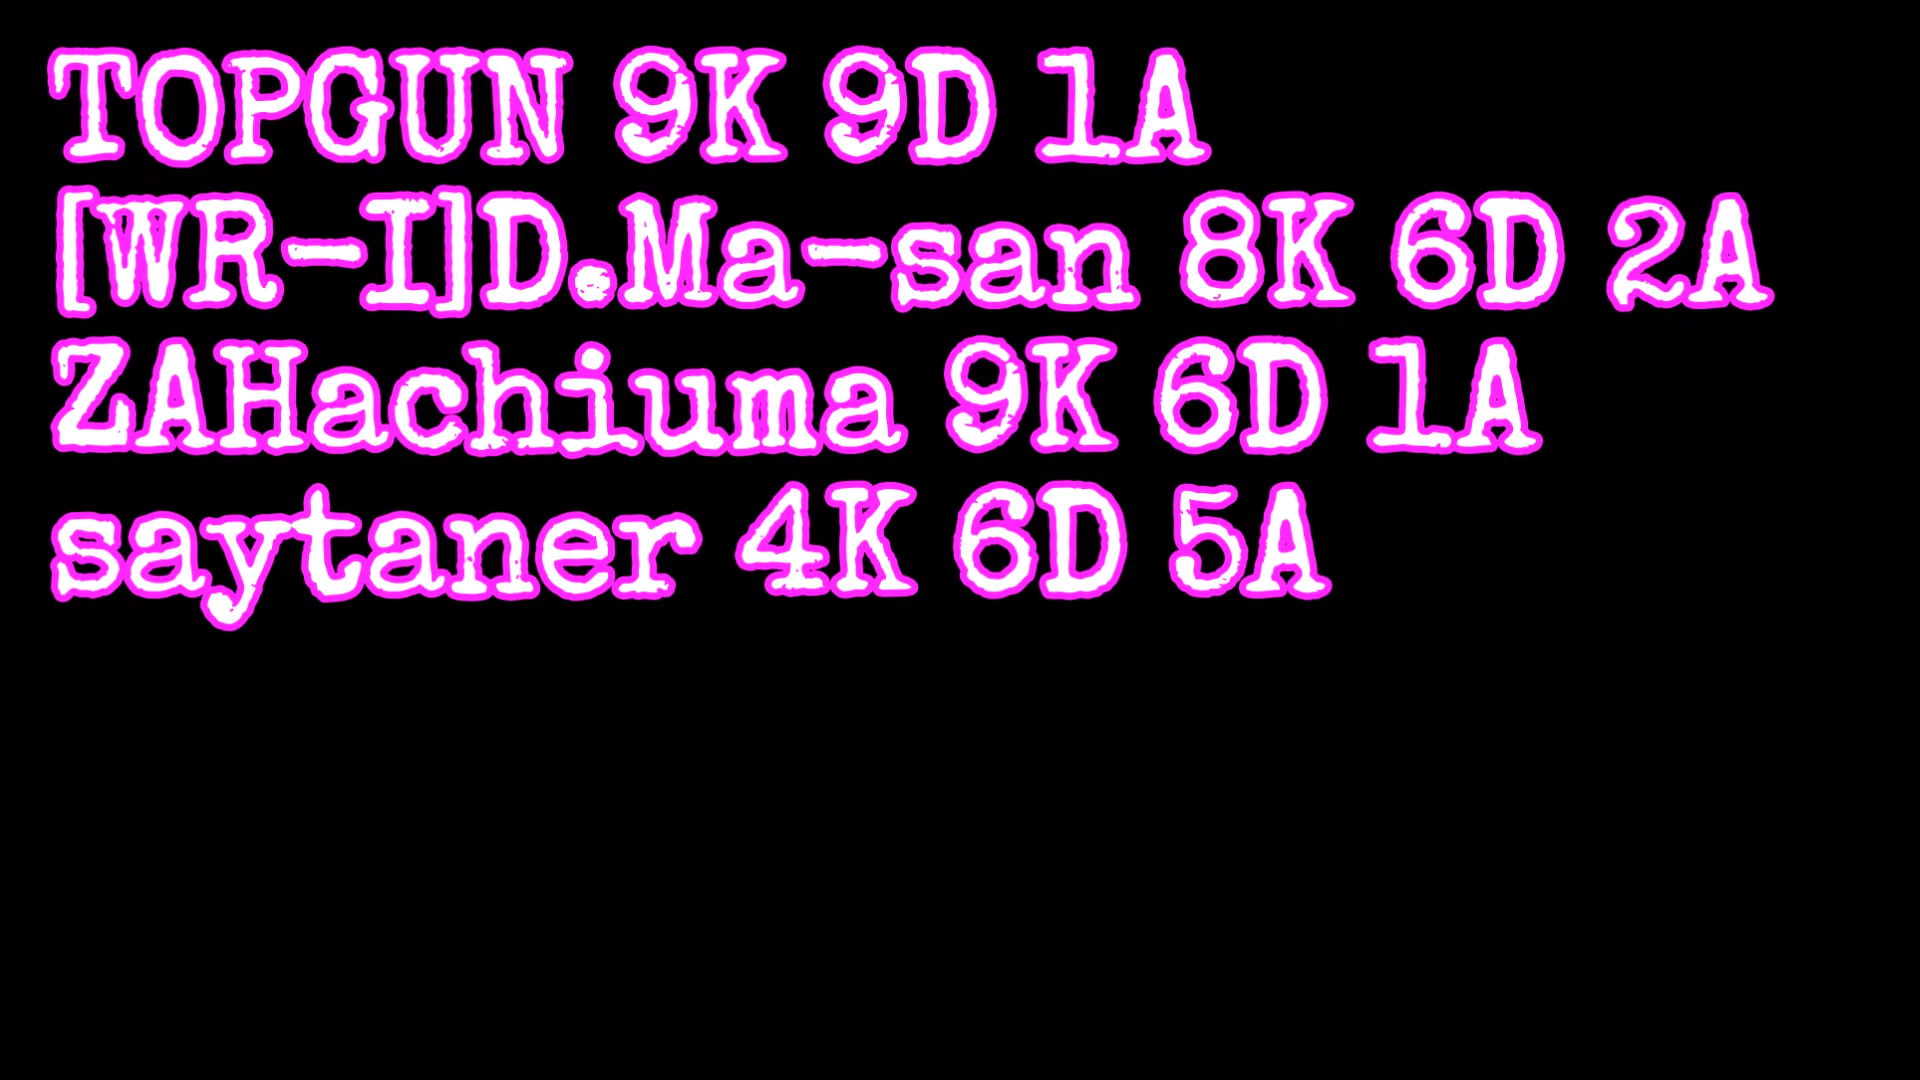 TOPGUN 9K 9D 1A
[WR-I]D.Ma-san 8K 6D 2A
ZAHachiuma 9K 6D 1A
saytaner 4K 6D 5A